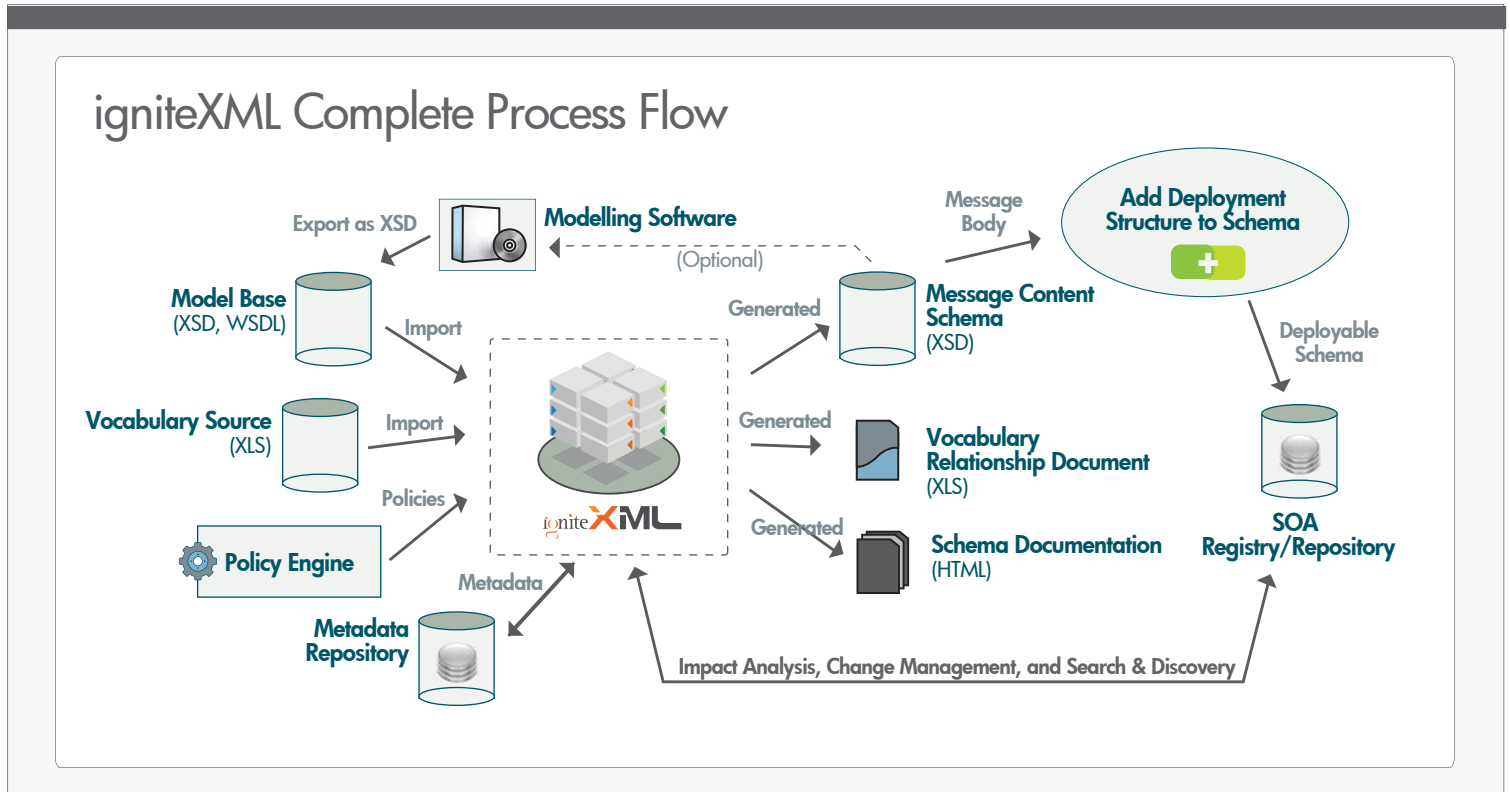 igniteXML Complete Process Flow
Export as XSD
Modelling Software
(Optional)
Message
Body
Add Deployment
Structure to Schema
Model Base
(XSD, WSDL)
Import
Generated
Message Content
Schema
(XSD)
Deployable
Schema
Vocabulary Source
(XLS)
Import
Generated
Vocabulary
Relationship Document
(XLS)
Policies
Policy Engine
ignite XML
Generated
Schema Documentation
(HTML)
SOA
Registry/Repository
Metadata
Metadata
Repository
Impact Analysis, Change Management, and Search & Discovery